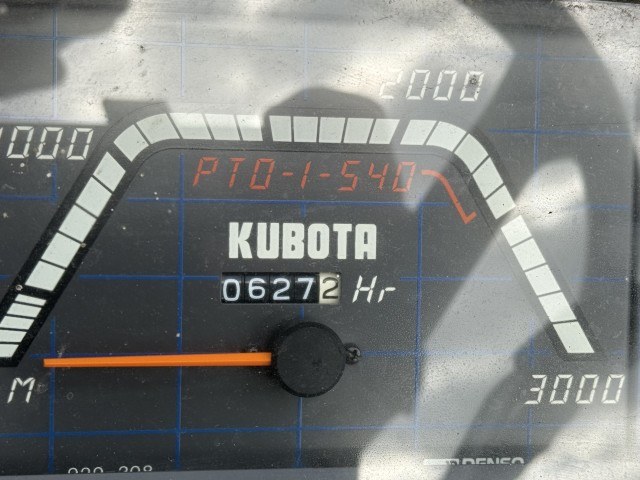 2000
1000
PTO-1-540
KUBOTA
06272 Hr
M
3000
DENSO